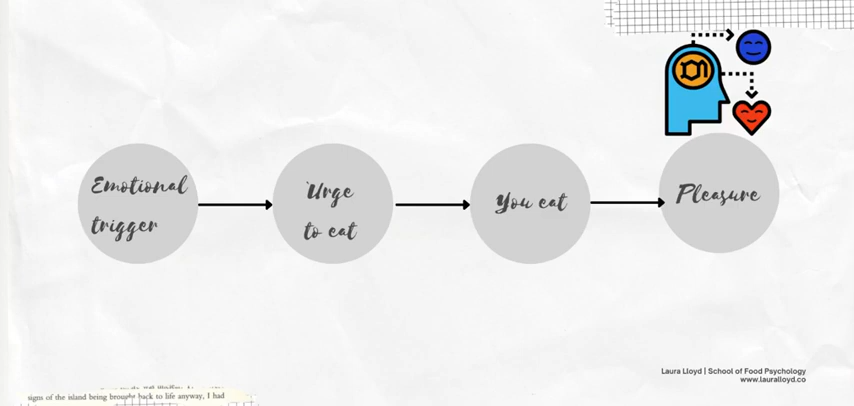 Emotional
trigger
Urge
to eat
You eat
Pleasure
Laura Lloyd | School of Food Psychology
www.lauralloyd.co
signs of the island being brought back to life anyway, I had